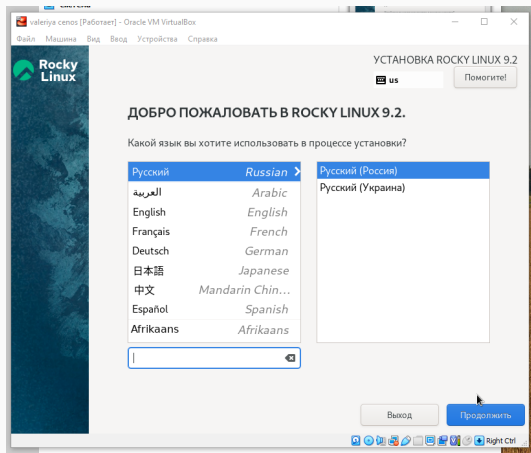 valeriya cenos [Работает] - Oracle VM VirtualBox
Файл Машина Вид Ввод Устройства Справка
Rocky
Linux
УСТАНОВКА ROCKY LINUX 9.2
us
Помогите!
ДОБРО ПОЖАЛОВАТЬ В ROCKY LINUX 9.2.
Какой язык вы хотите использовать в процессе установки?
Русский Russian
العربية Arabic
English English
Français French
Deutsch German
日本語 Japanese
中文 Mandarin Chin...
Español Spanish
Afrikaans Afrikaans
Русский (Россия)
Русский (Украина)
Выход
Продолжить
Right Ctrl